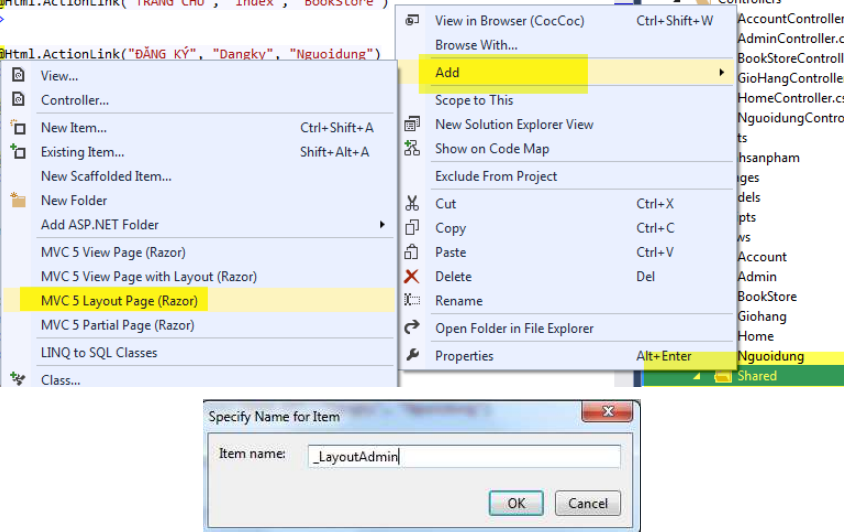 @Html.ActionLink("TRANG CHỦ", "Index", "BookStore")
@Html.ActionLink("ĐĂNG KÝ", "Dangky", "Nguoidung")
View...
Controller...
New Item... Ctrl+Shift+A
Existing Item... Shift+Alt+A
New Scaffolded Item...
New Folder
Add ASP.NET Folder
MVC 5 View Page (Razor)
MVC 5 View Page with Layout (Razor)
MVC 5 Layout Page (Razor)
MVC 5 Partial Page (Razor)
LINQ to SQL Classes
Class...
View in Browser (CocCoc) Ctrl+Shift+W
Browse With...
Add
Scope to This
New Solution Explorer View
Show on Code Map
Exclude From Project
Cut Ctrl+X
Copy Ctrl+C
Paste Ctrl+V
Delete Del
Rename
Open Folder in File Explorer
Properties Alt+Enter
Controllers
AccountController
AdminController.c
BookStoreControll
GioHangController
HomeController.cs
NguoidungContro
ts
hsanpham
ges
dels
pts
ws
Account
Admin
BookStore
Giohang
Home
Nguoidung
Shared
Specify Name for Item
Item name: _LayoutAdmin
OK Cancel